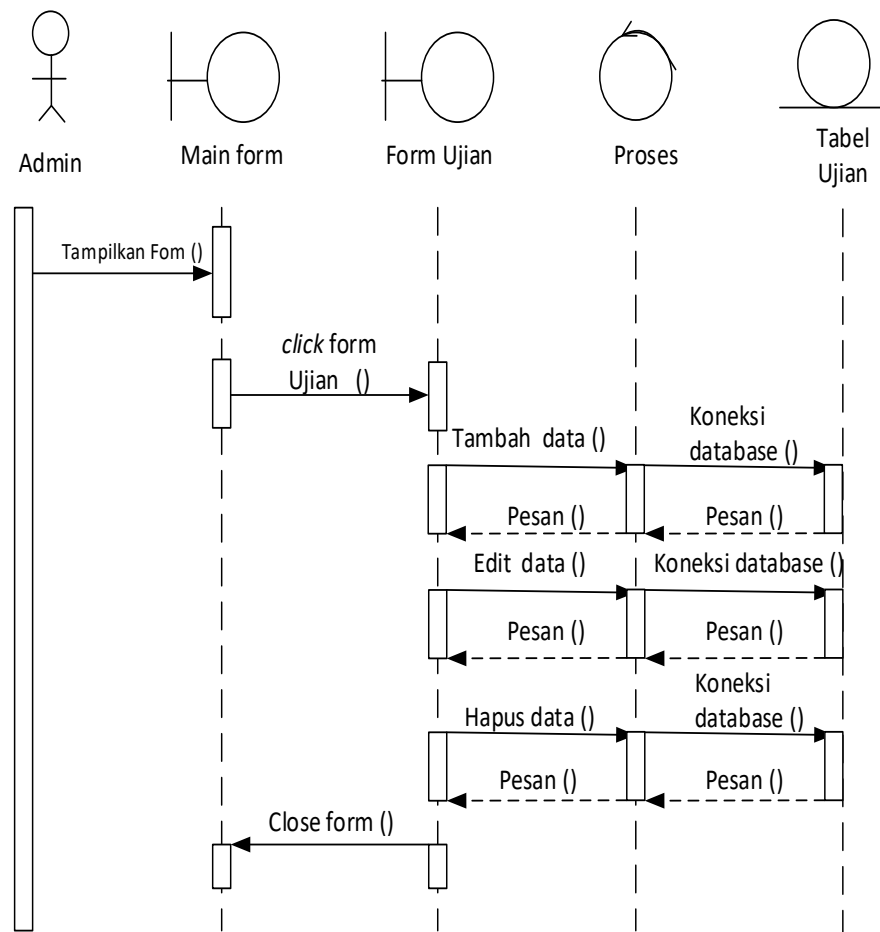 Admin
Main form
Form Ujian
Proses
Tabel
Ujian
Tampilkan Fom ()
click form
Ujian ()
Tambah data ()
Koneksi
database ()
Pesan ()
Pesan ()
Edit data ()
Koneksi database ()
Pesan ()
Pesan ()
Hapus data ()
Koneksi
database ()
Pesan ()
Pesan ()
Close form ()